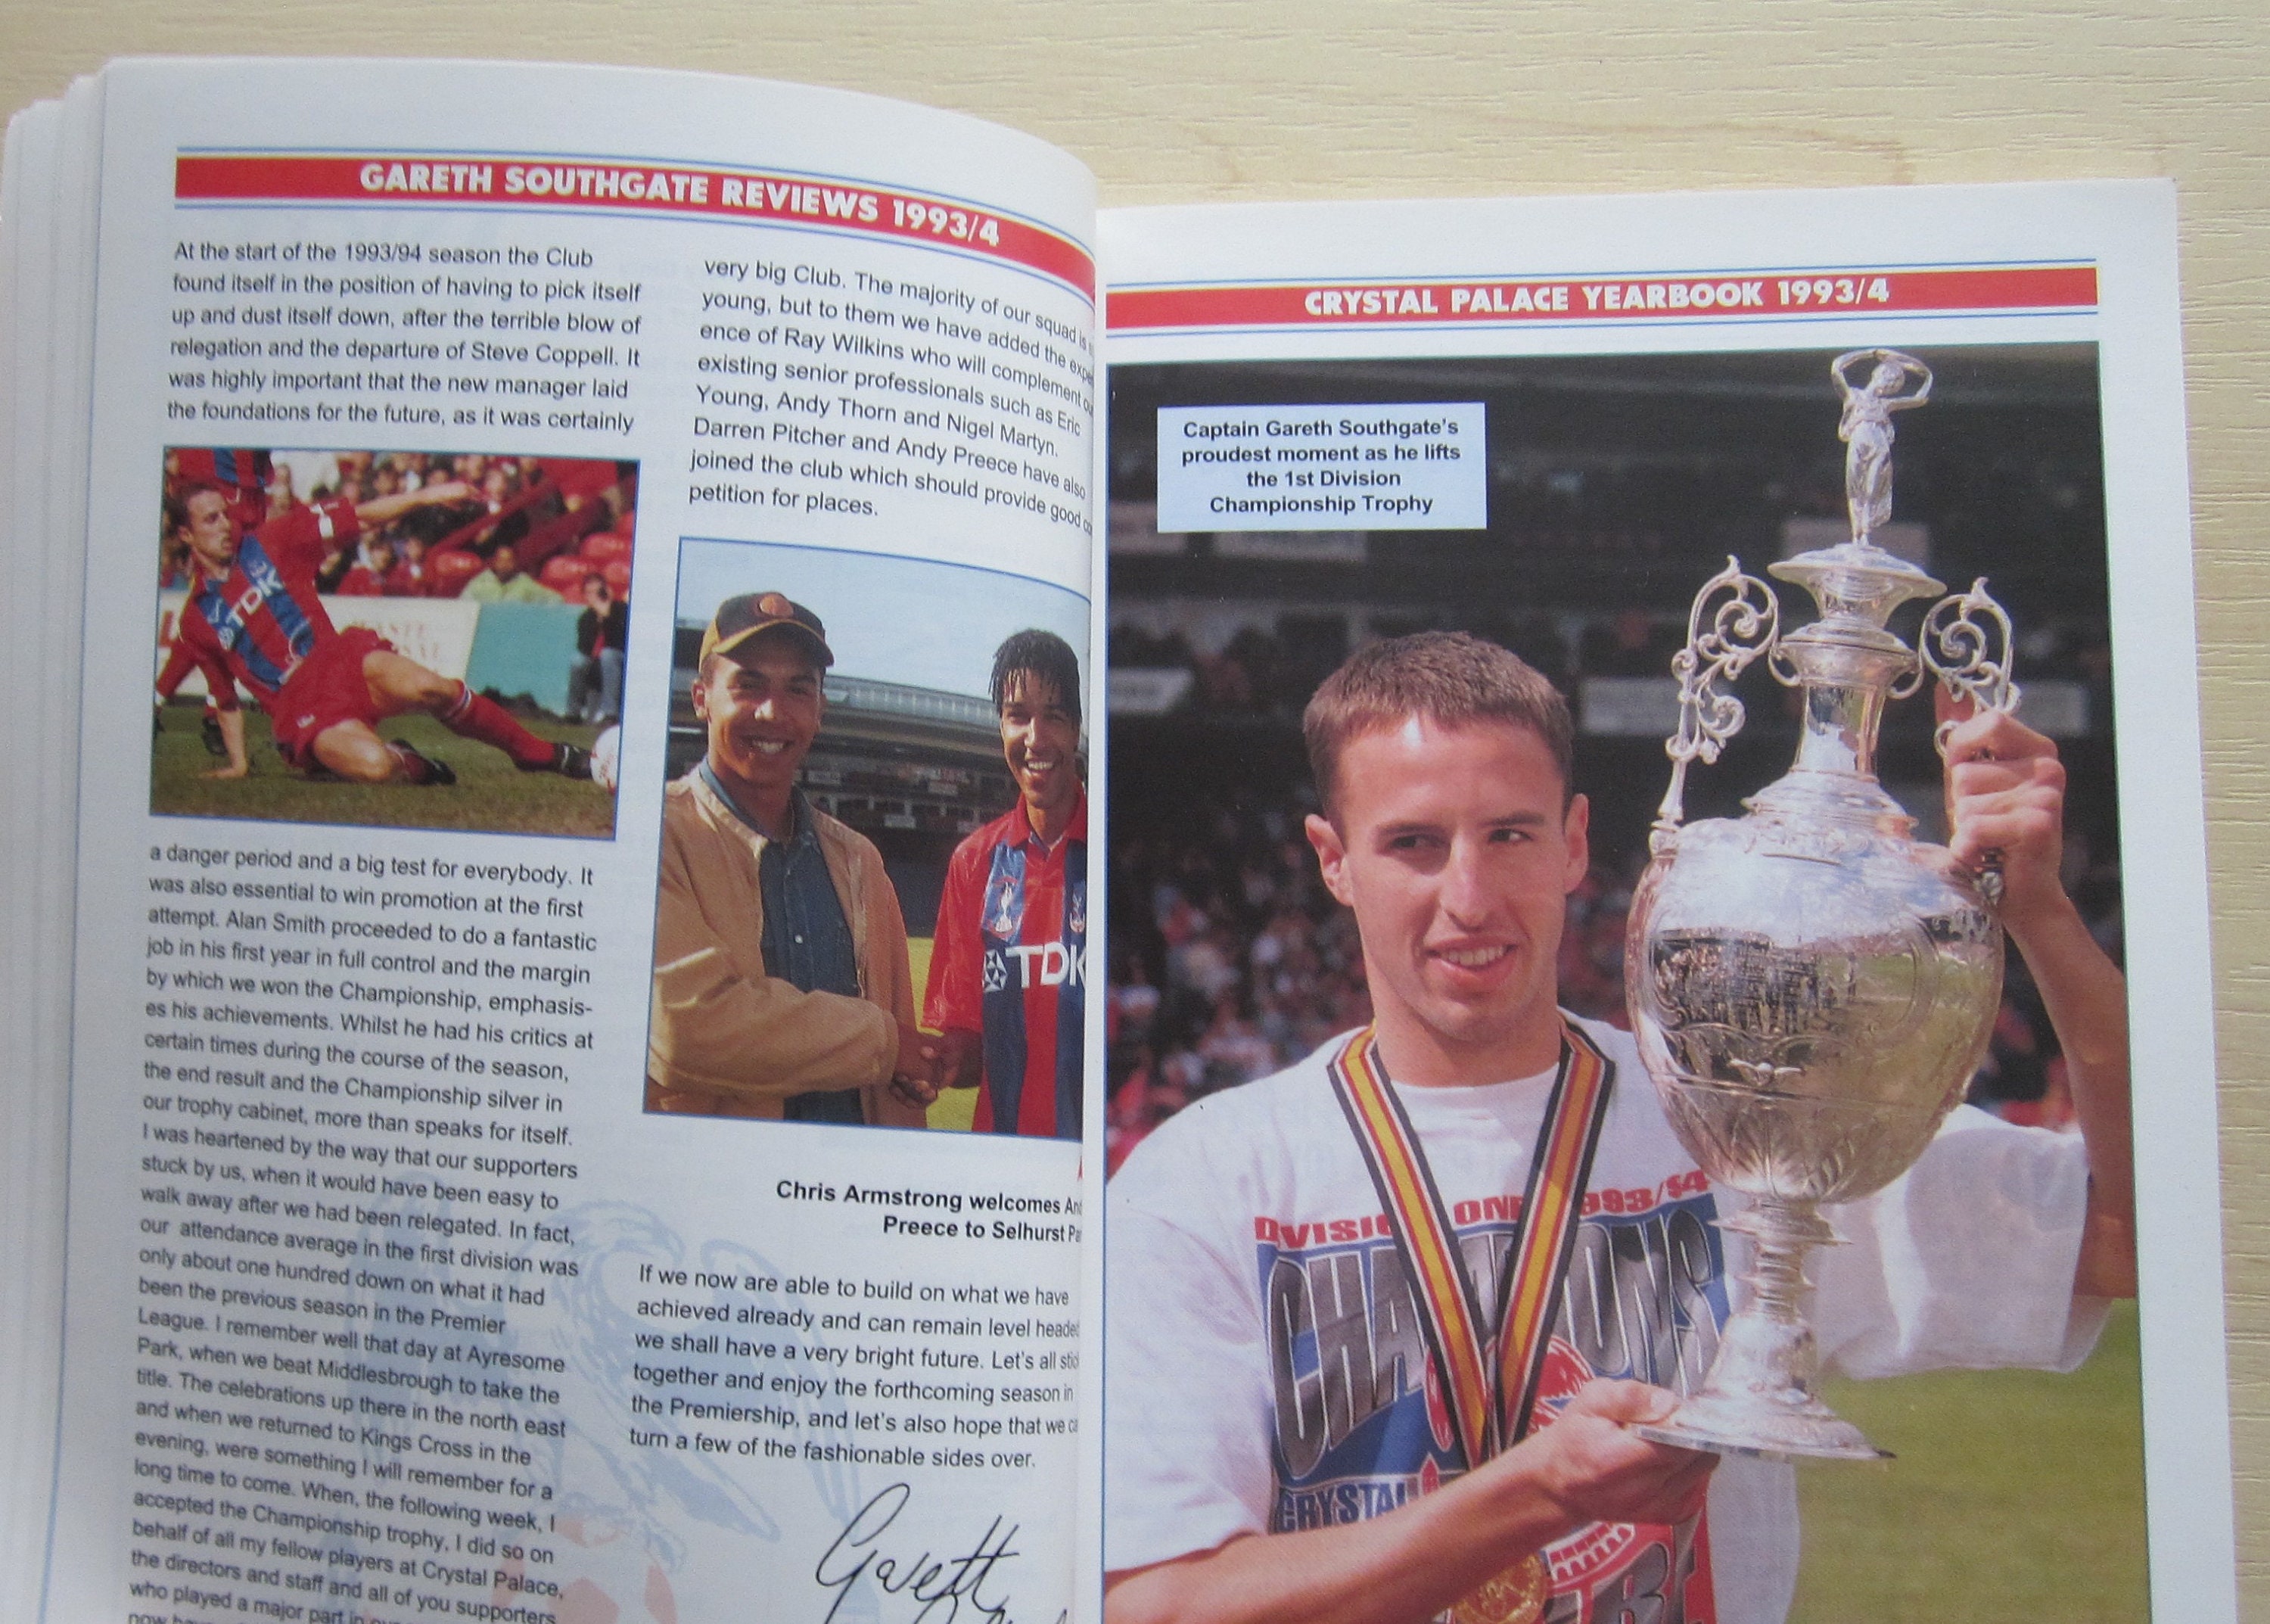 GARETH SOUTHGATE REVIEWS 1993/4
At the start of the 1993/94 season the Club
found itself in the position of having to pick itself
up and dust itself down, after the terrible blow of
relegation and the departure of Steve Coppell. It
was highly important that the new manager laid
the foundations for the future, as it was certainly
TDK
a danger period and a big test for everybody. It
was also essential to win promotion at the first
attempt. Alan Smith proceeded to do a fantastic
job in his first year in full control and the margin
by which we won the Championship, emphasis-
es his achievements. Whilst he had his critics at
certain times during the course of the season,
the end result and the Championship silver in
our trophy cabinet, more than speaks for itself.
I was heartened by the way that our supporters
stuck by us, when it would have been easy to
walk away after we had been relegated. In fact,
our attendance average in the first division was
only about one hundred down on what it had
been the previous season in the Premier
League. I remember well that day at Ayresome
Park, when we beat Middlesbrough to take the
title. The celebrations up there in the north east
and when we returned to Kings Cross in the
evening, were something I will remember for a
long time to come. When, the following week, I
accepted the Championship trophy, I did so on
behalf of all my fellow players at Crystal Palace,
the directors and staff and all of you supporters
who played a major part in
very big Club. The majority of our squad is
young, but to them we have added the
ence of Ray Wilkins who will complement
existing senior professionals such as Eric
Young, Andy Thorn and Nigel Martyn.
Darren Pitcher and Andy Preece have also
joined the club which should provide good
petition for places.
TDK
Chris Armstrong welcomes
Preece to Selhurst
If we now are able to build on what we have
achieved already and can remain level
we shall have a very bright future. Let's all
together and enjoy the forthcoming season in
the Premiership, and let's also hope that we
turn a few of the fashionable sides over.
Gareth
CRYSTAL PALACE YEARBOOK 1993/4
Captain Gareth Southgate's
proudest moment as he lifts
the 1st Division
Championship Trophy
1993/94
CRYSTAL